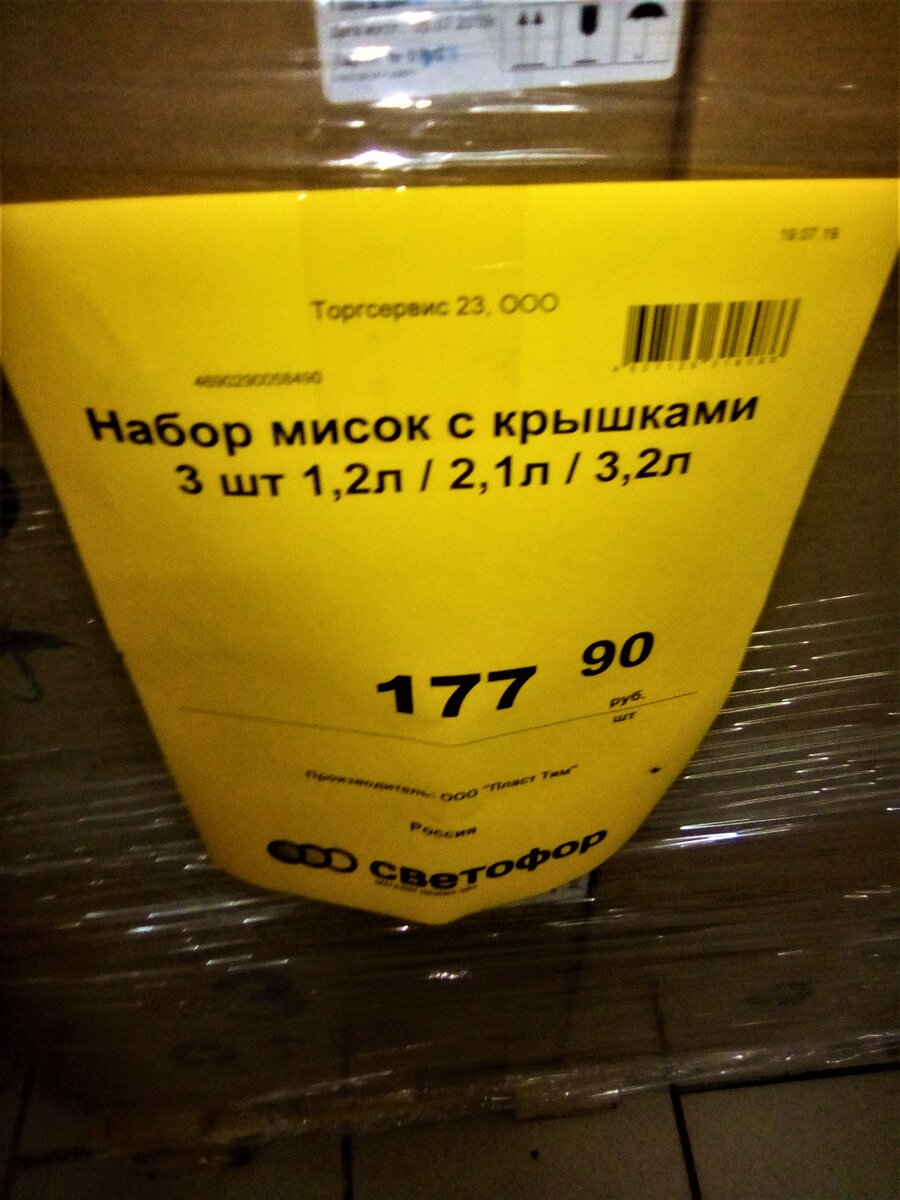 19.07.19
Торгсервис 23, ООО
4690290058490
Набор мисок с крышками
3 шт 1,2л / 2,1л / 3,2л
177 90
руб.
шт
Производитель: ООО "Пласт Тим"
Россия
светофор